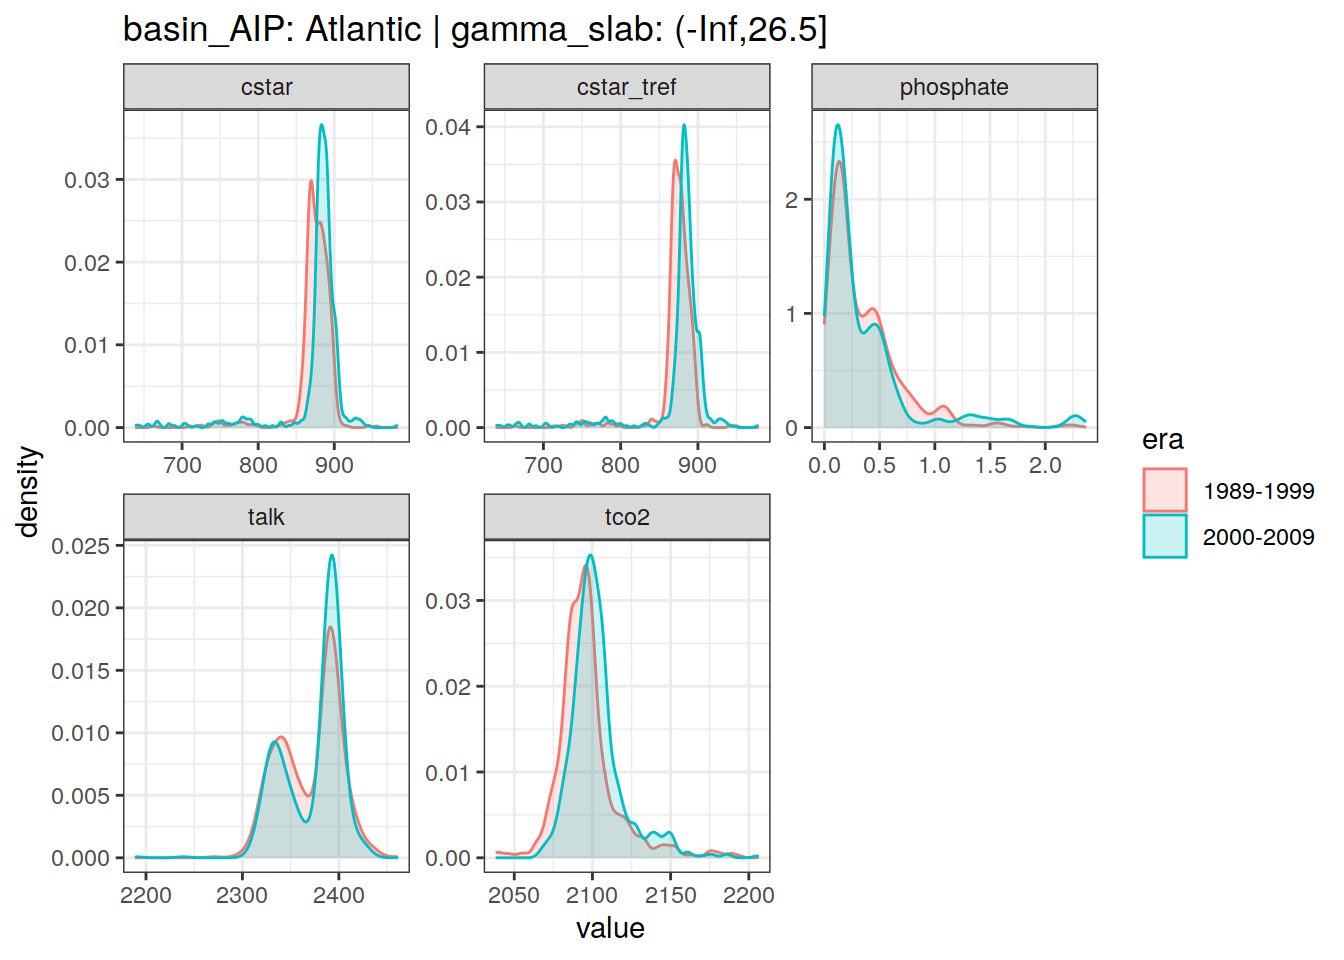 basin_AIP: Atlantic | gamma_slab: (-Inf,26.5]
cstar
cstar_tref
phosphate
0.03
0.02
0.01
0.00
700 800 900
0.04
0.03
0.02
0.01
0.00
700 800 900
2
1
0
0.0 0.5 1.0 1.5 2.0
talk
tco2
0.025
0.020
0.015
0.010
0.005
0.000
2200 2300 2400
0.03
0.02
0.01
0.00
2050 2100 2150 2200
density
value
era
1989-1999
2000-2009